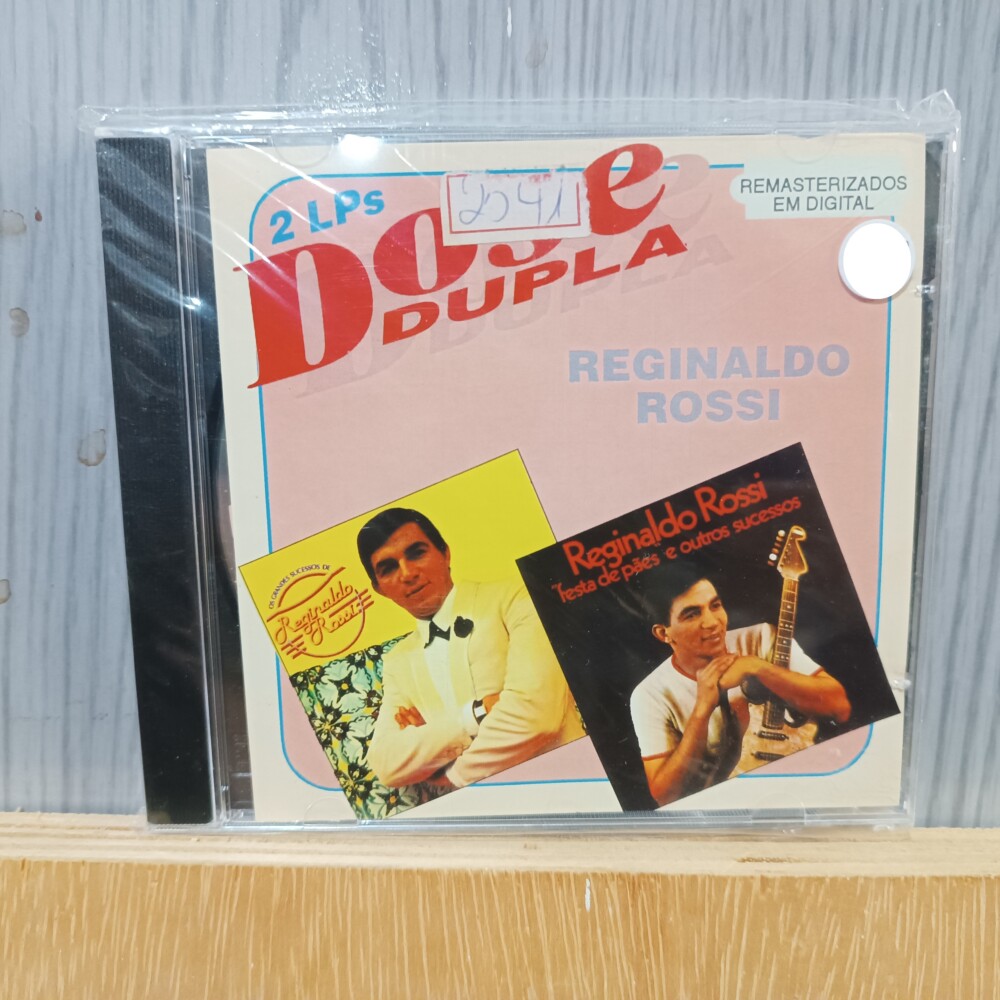 2 LPs
Dose
DUPLA
REMASTERIZADOS
EM DIGITAL
REGINALDO
ROSSI
OS GRANDES SUCESSOS DE
Reginaldo
Rossi
Reginaldo Rossi
Festa de pães e outros sucessos